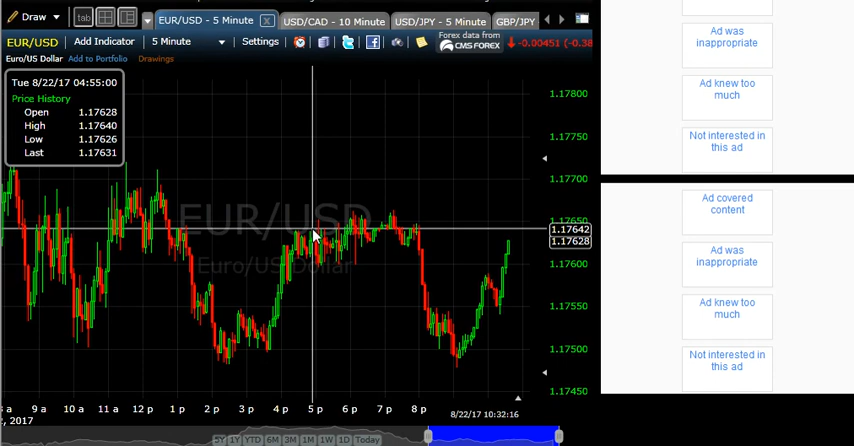 Draw
tab
EUR/USD - 5 Minute
X
USD/CAD - 10 Minute
USD/JPY - 5 Minute
GBP/JPY
EUR/USD
Add Indicator
5 Minute
Settings
Forex data from
CMS FOREX
-0.00451 (-0.38
Euro/US Dollar
Add to Portfolio
Drawings
Tue 8/22/17 04:55:00
Price History
Open 1.17628
High 1.17640
Low 1.17626
Last 1.17631
EUR/USD
Euro/US Dollar
1.17800
1.17750
1.17700
1.17650
1.17642
1.17628
1.17600
1.17550
1.17500
1.17450
8 a 9 a 10 a 11 a 12 p 1 p 2 p 3 p 4 p 5 p 6 p 7 p 8 p
8/22/17 10:32:16
2, 2017
5Y 1Y YTD 6M 3M 1M 1W 1D Today
Ad was
inappropriate
Ad knew too
much
Not interested in
this ad
Ad covered
content
Ad was
inappropriate
Ad knew too
much
Not interested in
this ad